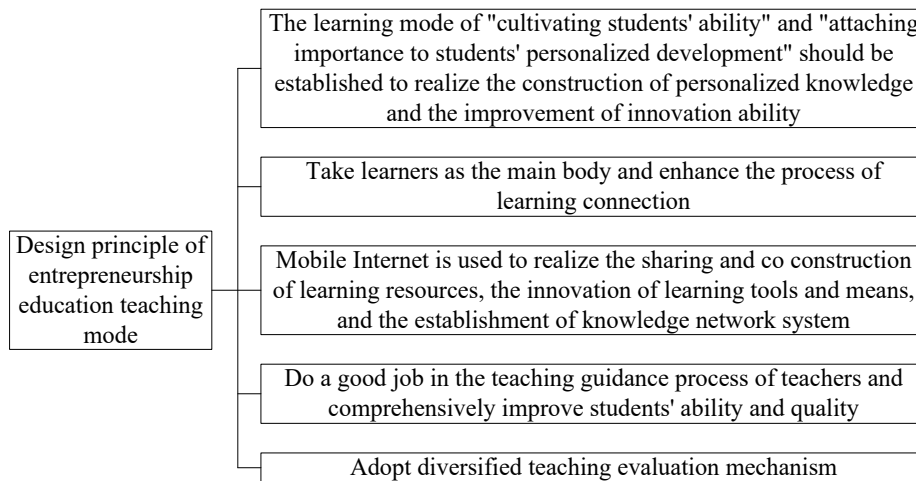 The learning mode of "cultivating students' ability" and "attaching
importance to students' personalized development" should be
established to realize the construction of personalized knowledge
and the improvement of innovation ability
Take learners as the main body and enhance the process of
learning connection
Design principle of
entrepreneurship
education teaching
mode
Mobile Internet is used to realize the sharing and co construction
of learning resources, the innovation of learning tools and means,
and the establishment of knowledge network system
Do a good job in the teaching guidance process of teachers and
comprehensively improve students' ability and quality
Adopt diversified teaching evaluation mechanism